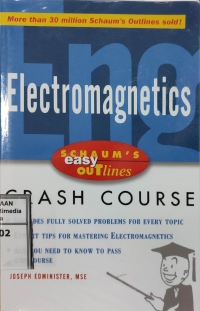 More than 30 million Schaum's Outlines sold!
Eng
Electromagnetics
SCHAUM'S
easy
OUTlines
CRASH COURSE
DES FULLY SOLVED PROBLEMS FOR EVERY TOPIC
T TIPS FOR MASTERING ELECTROMAGNETICS
OU NEED TO KNOW TO PASS
OURSE
JOSEPH EDMINISTER, MSE
AAN
ltimedia
a
02